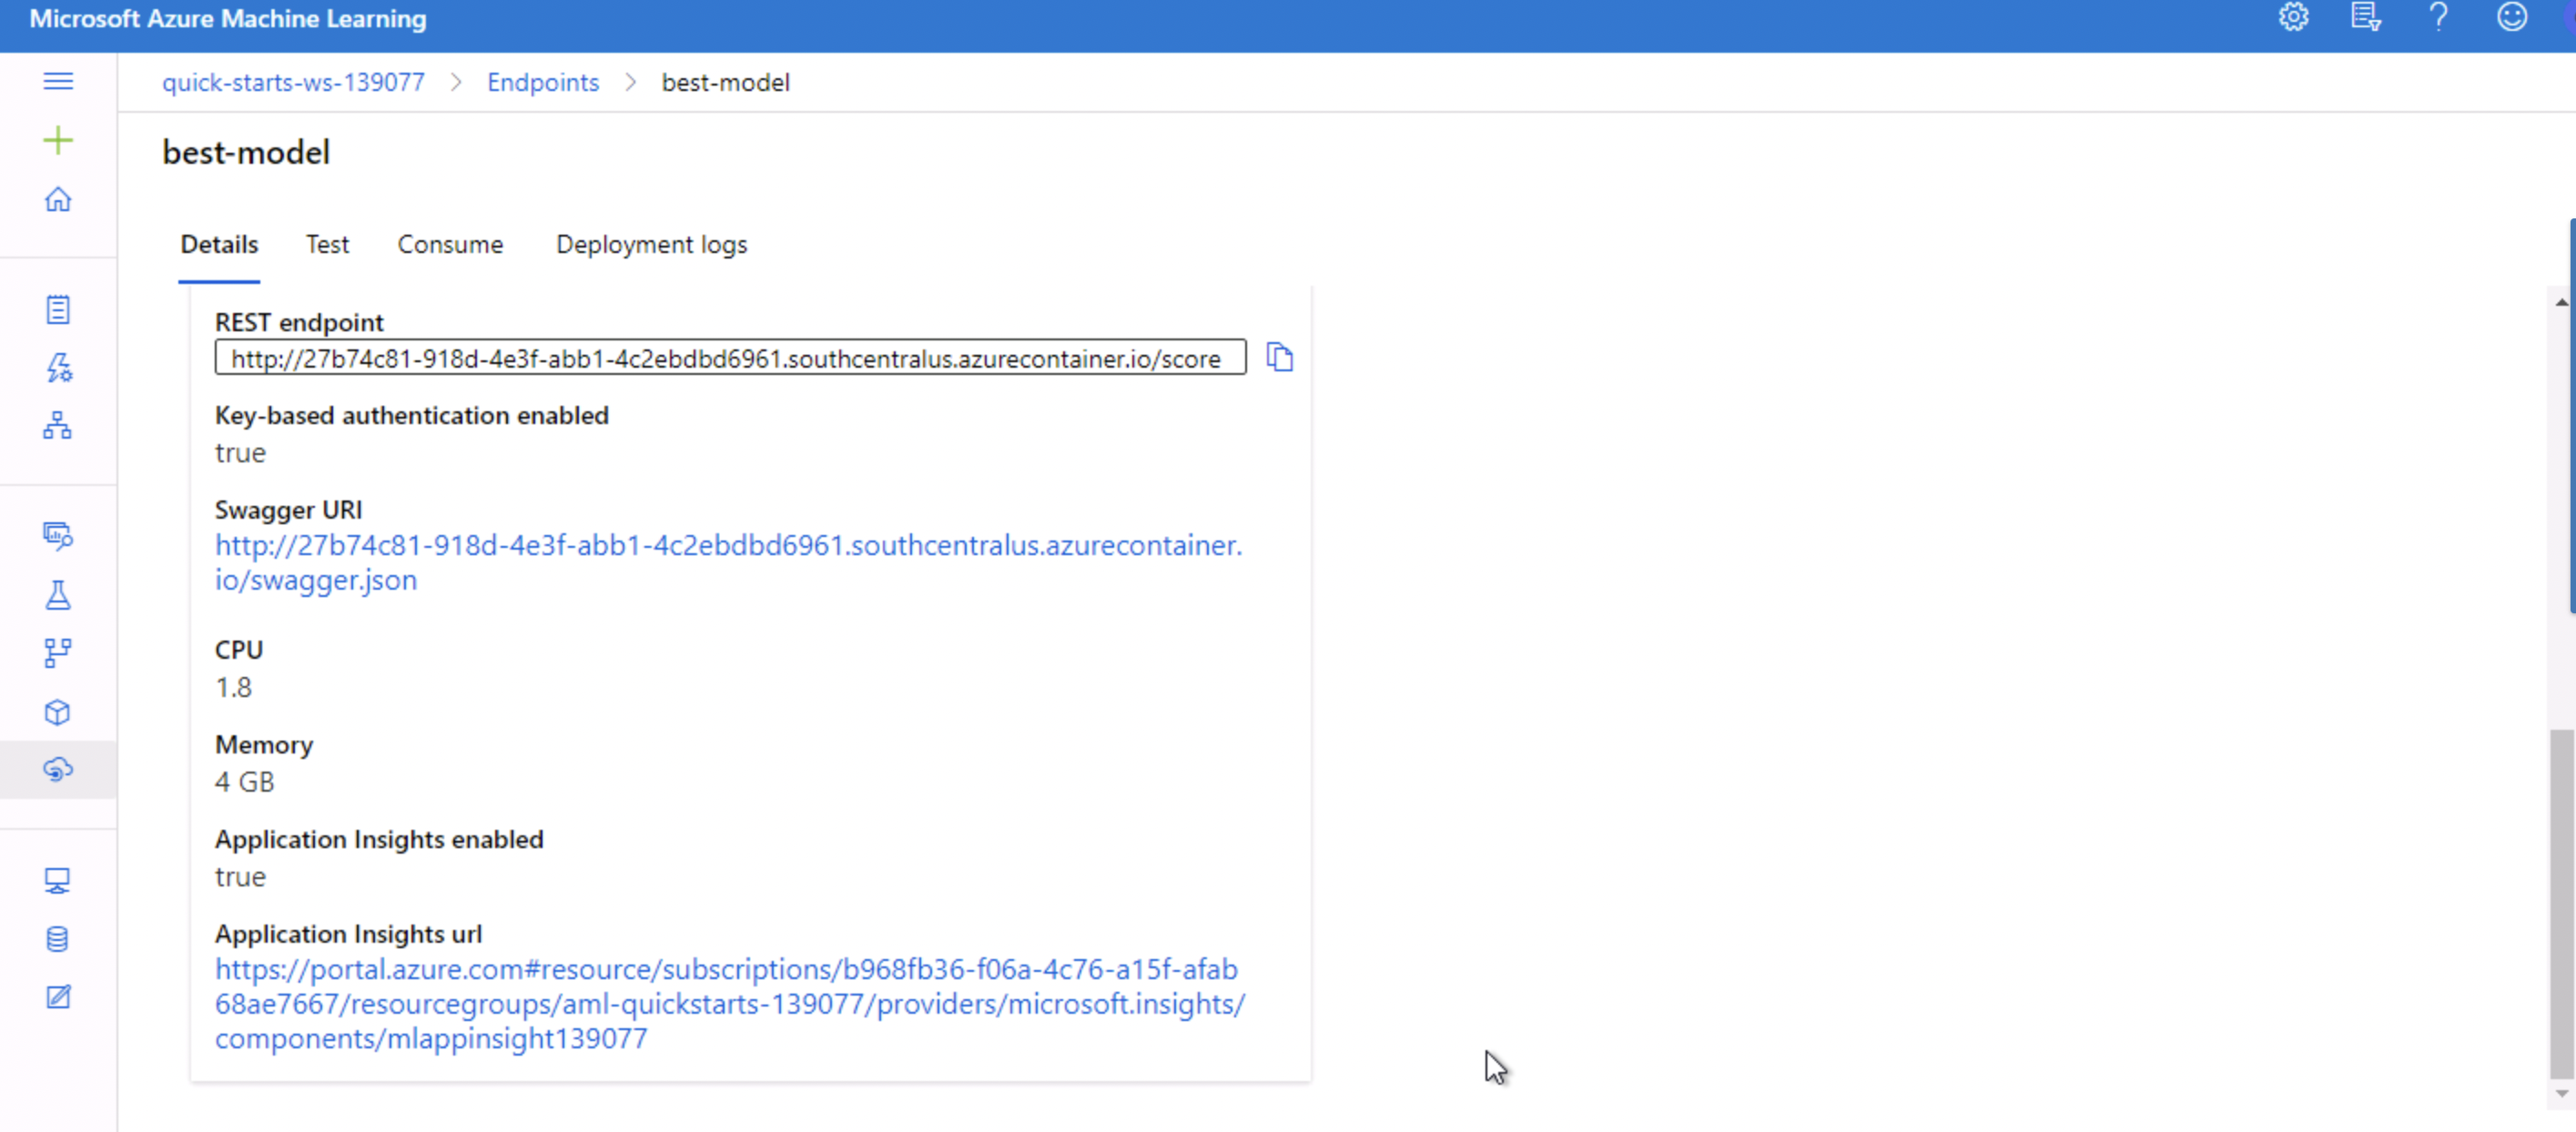 Microsoft Azure Machine Learning
quick-starts-ws-139077 > Endpoints > best-model
best-model
Details Test Consume Deployment logs
REST endpoint
http://27b74c81-918d-4e3f-abb1-4c2ebdbd6961.southcentralus.azurecontainer.io/score
Key-based authentication enabled
true
Swagger URI
http://27b74c81-918d-4e3f-abb1-4c2ebdbd6961.southcentralus.azurecontainer.
io/swagger.json
CPU
1.8
Memory
4 GB
Application Insights enabled
true
Application Insights url
https://portal.azure.com#resource/subscriptions/b968fb36-f06a-4c76-a15f-afab
68ae7667/resourcegroups/aml-quickstarts-139077/providers/microsoft.insights/
components/mlappinsight139077